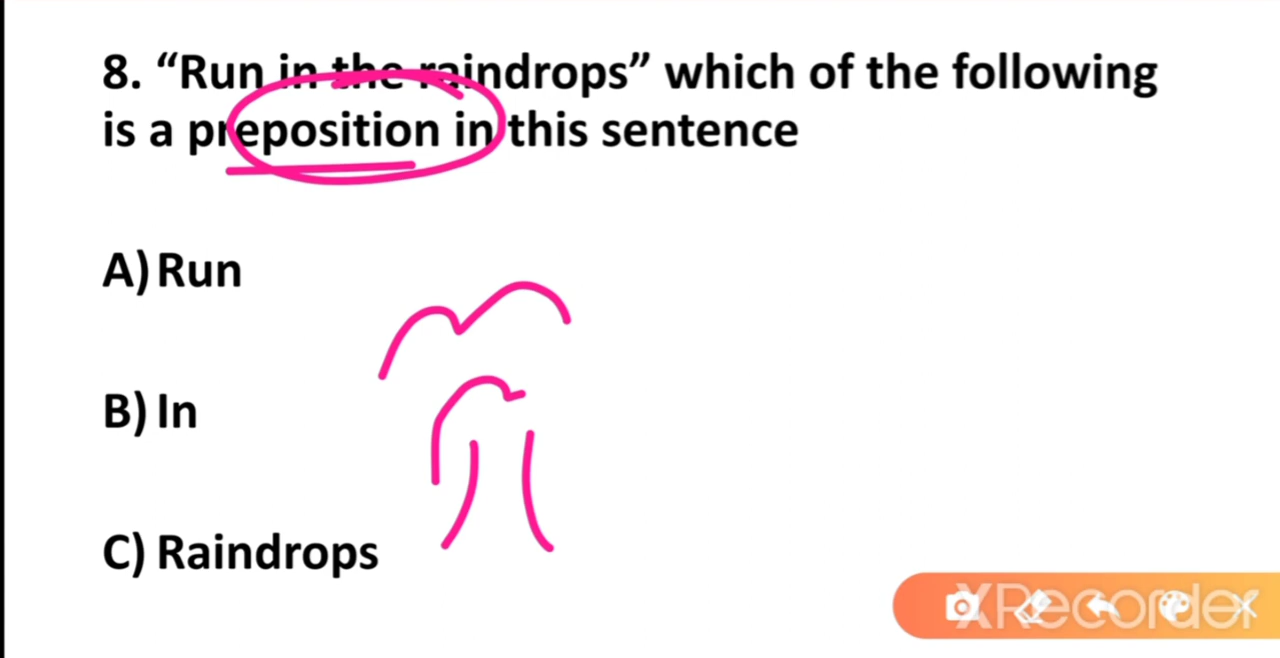 8. “Run in the raindrops” which of the following
is a preposition in this sentence
A) Run
B) In
C) Raindrops
XRecorder